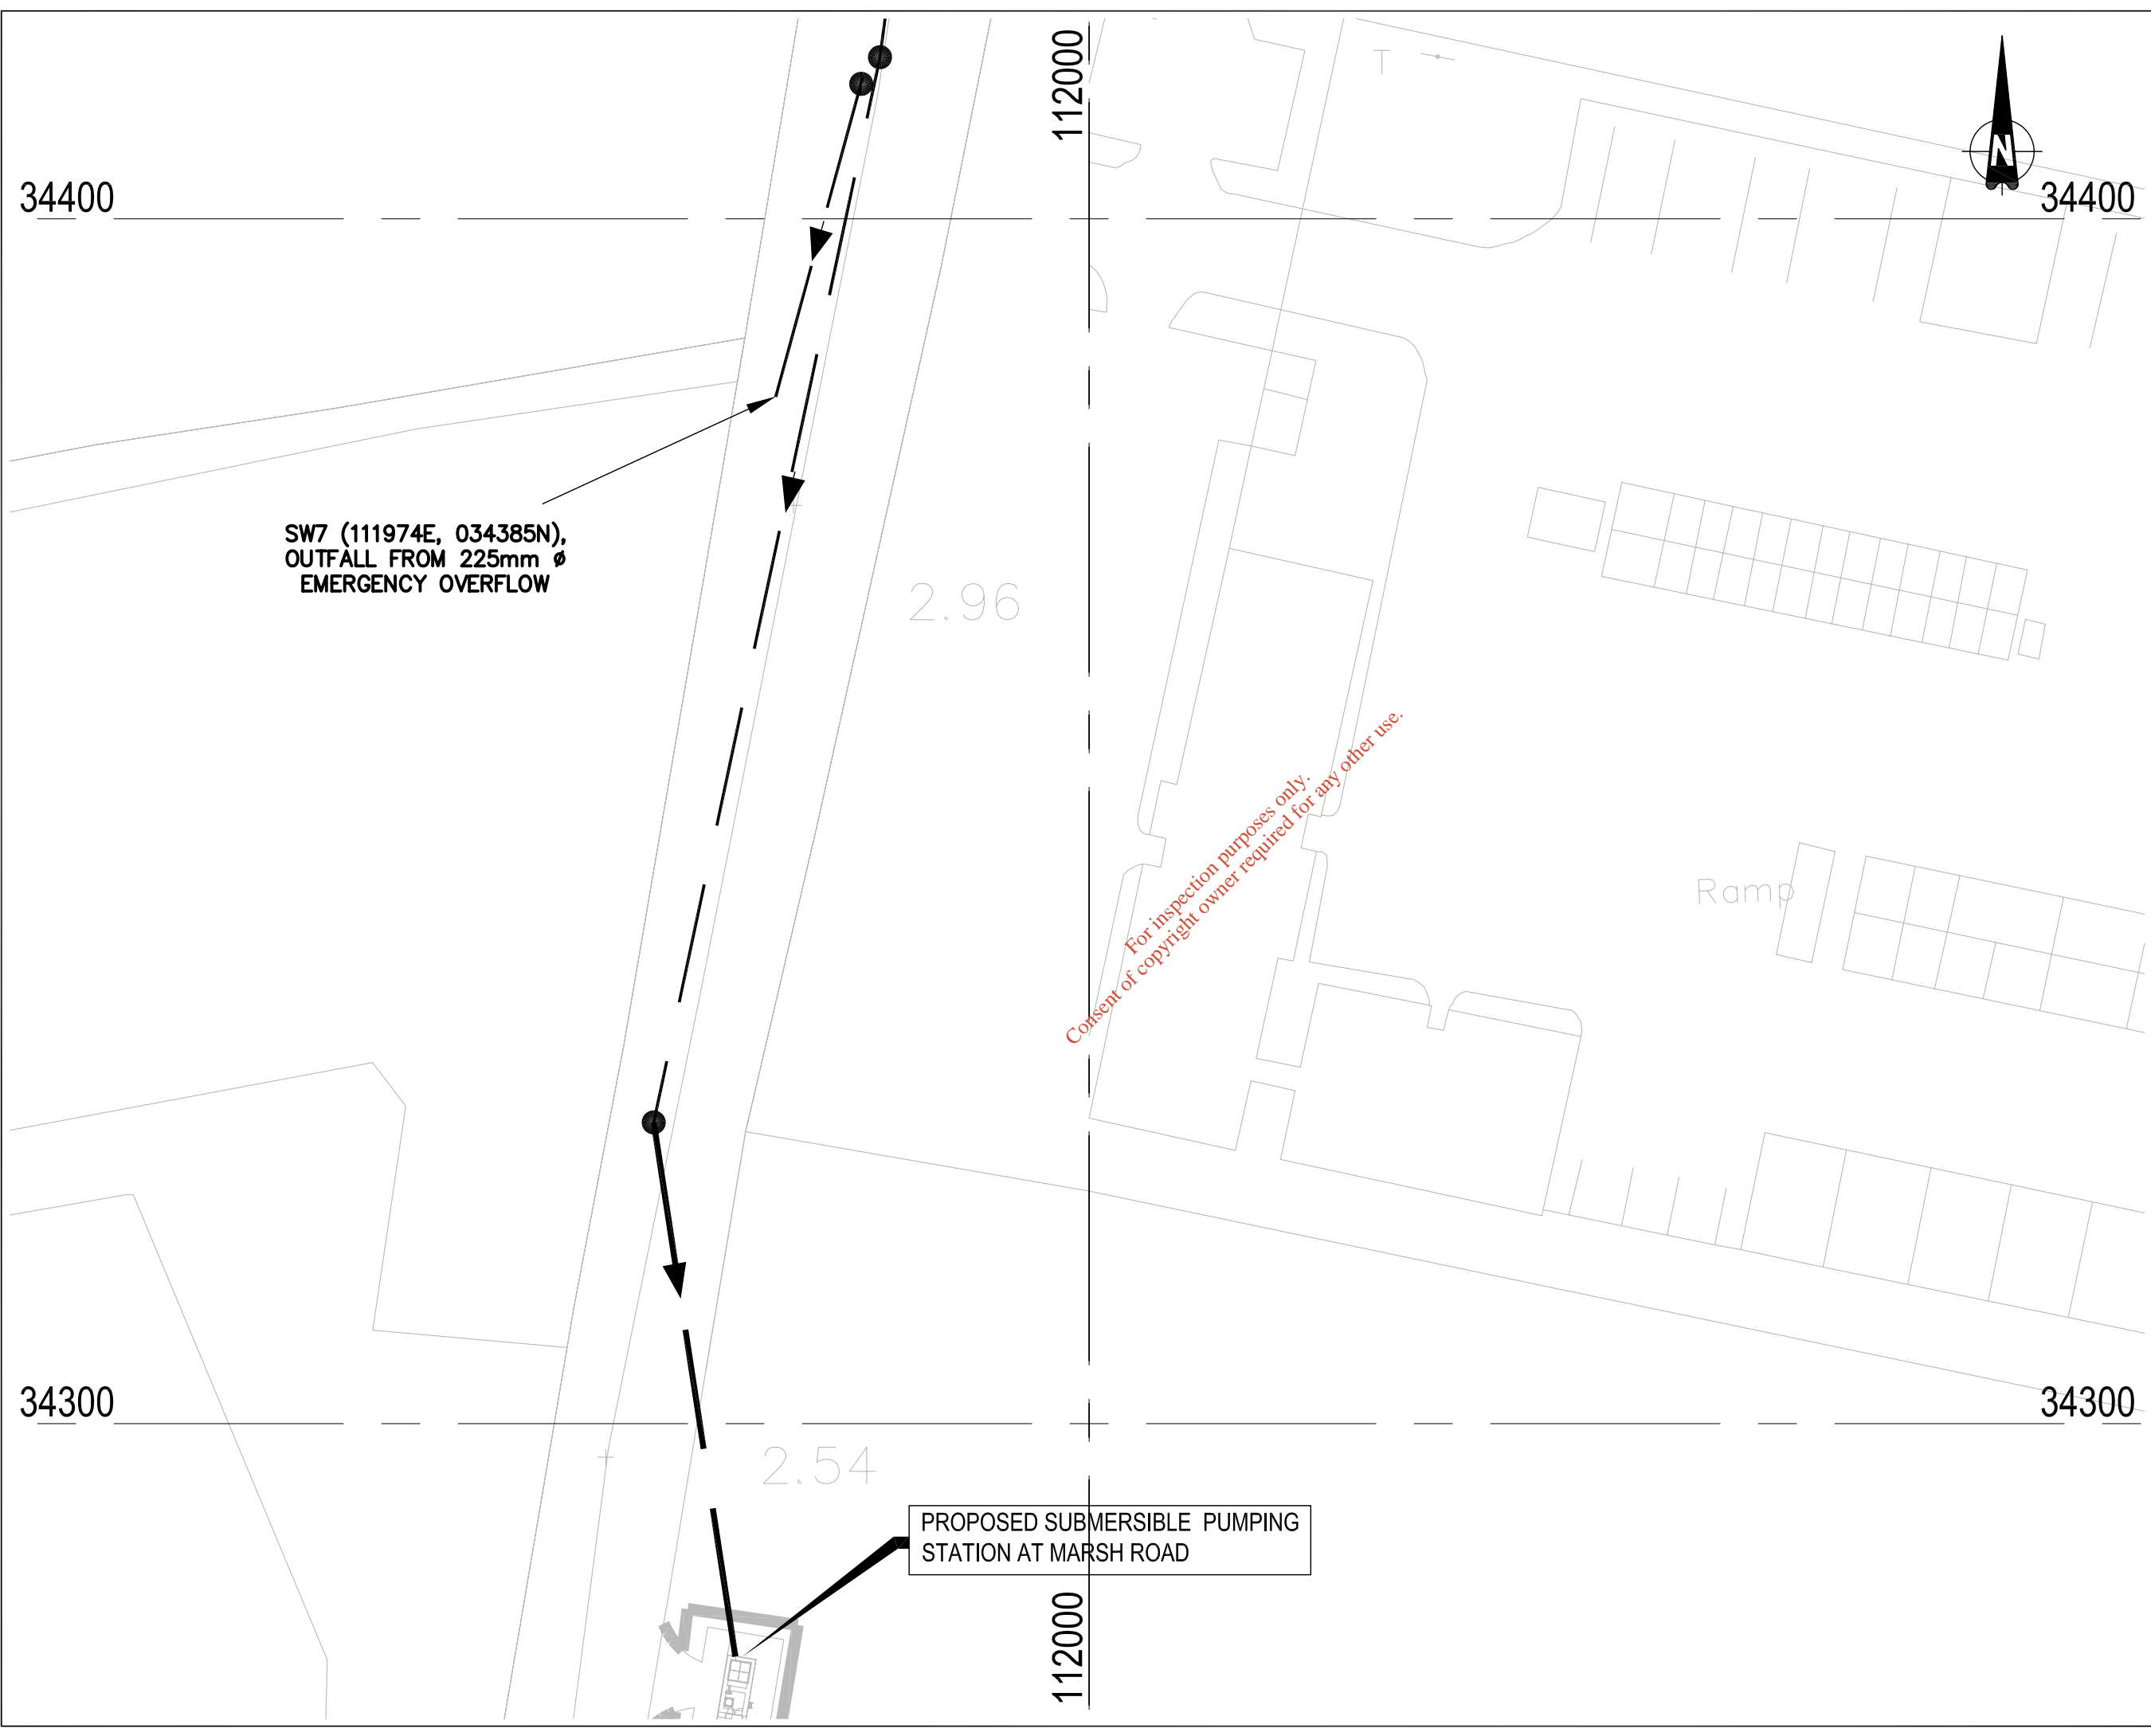 112000
T
N
34400
34400
SW7 (111974E, 034385N),
OUTFALL FROM 225mm ø
EMERGENCY OVERFLOW
2.96
For inspection purposes only.
Consent of copyright owner required for any other use.
Ramp
34300
34300
2.54
PROPOSED SUBMERSIBLE PUMPING
STATION AT MARSH ROAD
112000